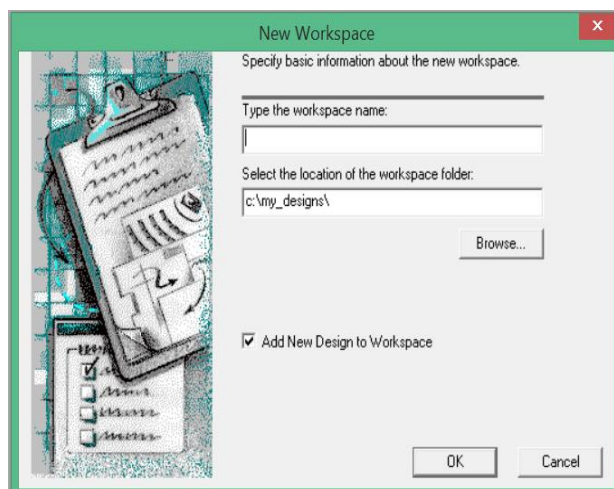 New Workspace
Specify basic information about the new workspace.
Type the workspace name:
Select the location of the workspace folder:
c:\my_designs\
Browse...
Add New Design to Workspace
OK
Cancel